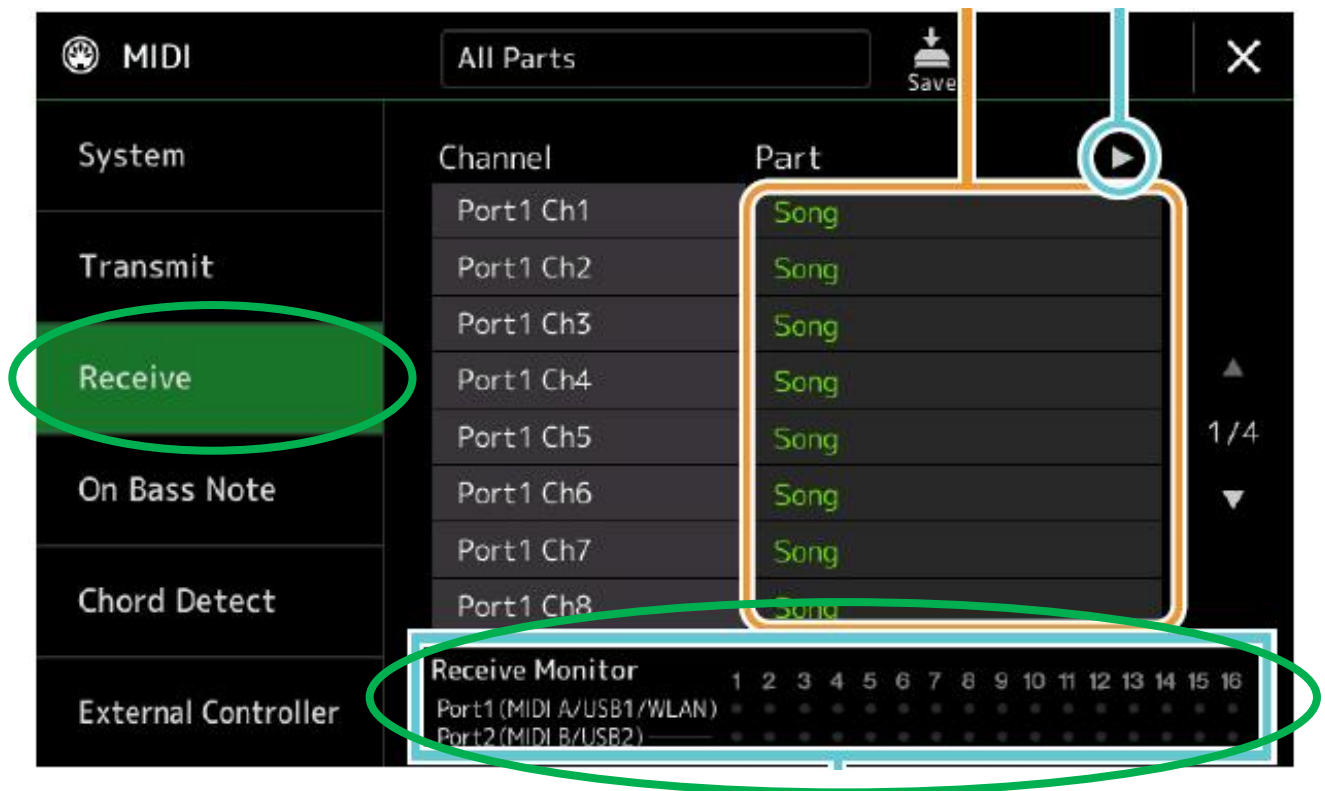 MIDI All Parts Save
System
Transmit
Receive
On Bass Note
Chord Detect
External Controller
Channel Part
Port1 Ch1 Song
Port1 Ch2 Song
Port1 Ch3 Song
Port1 Ch4 Song
Port1 Ch5 Song
Port1 Ch6 Song
Port1 Ch7 Song
Port1 Ch8 Song
1/4
Receive Monitor 1 2 3 4 5 6 7 8 9 10 11 12 13 14 15 16
Port1(MIDI A/USB1/WLAN)
Port2(MIDI B/USB2)